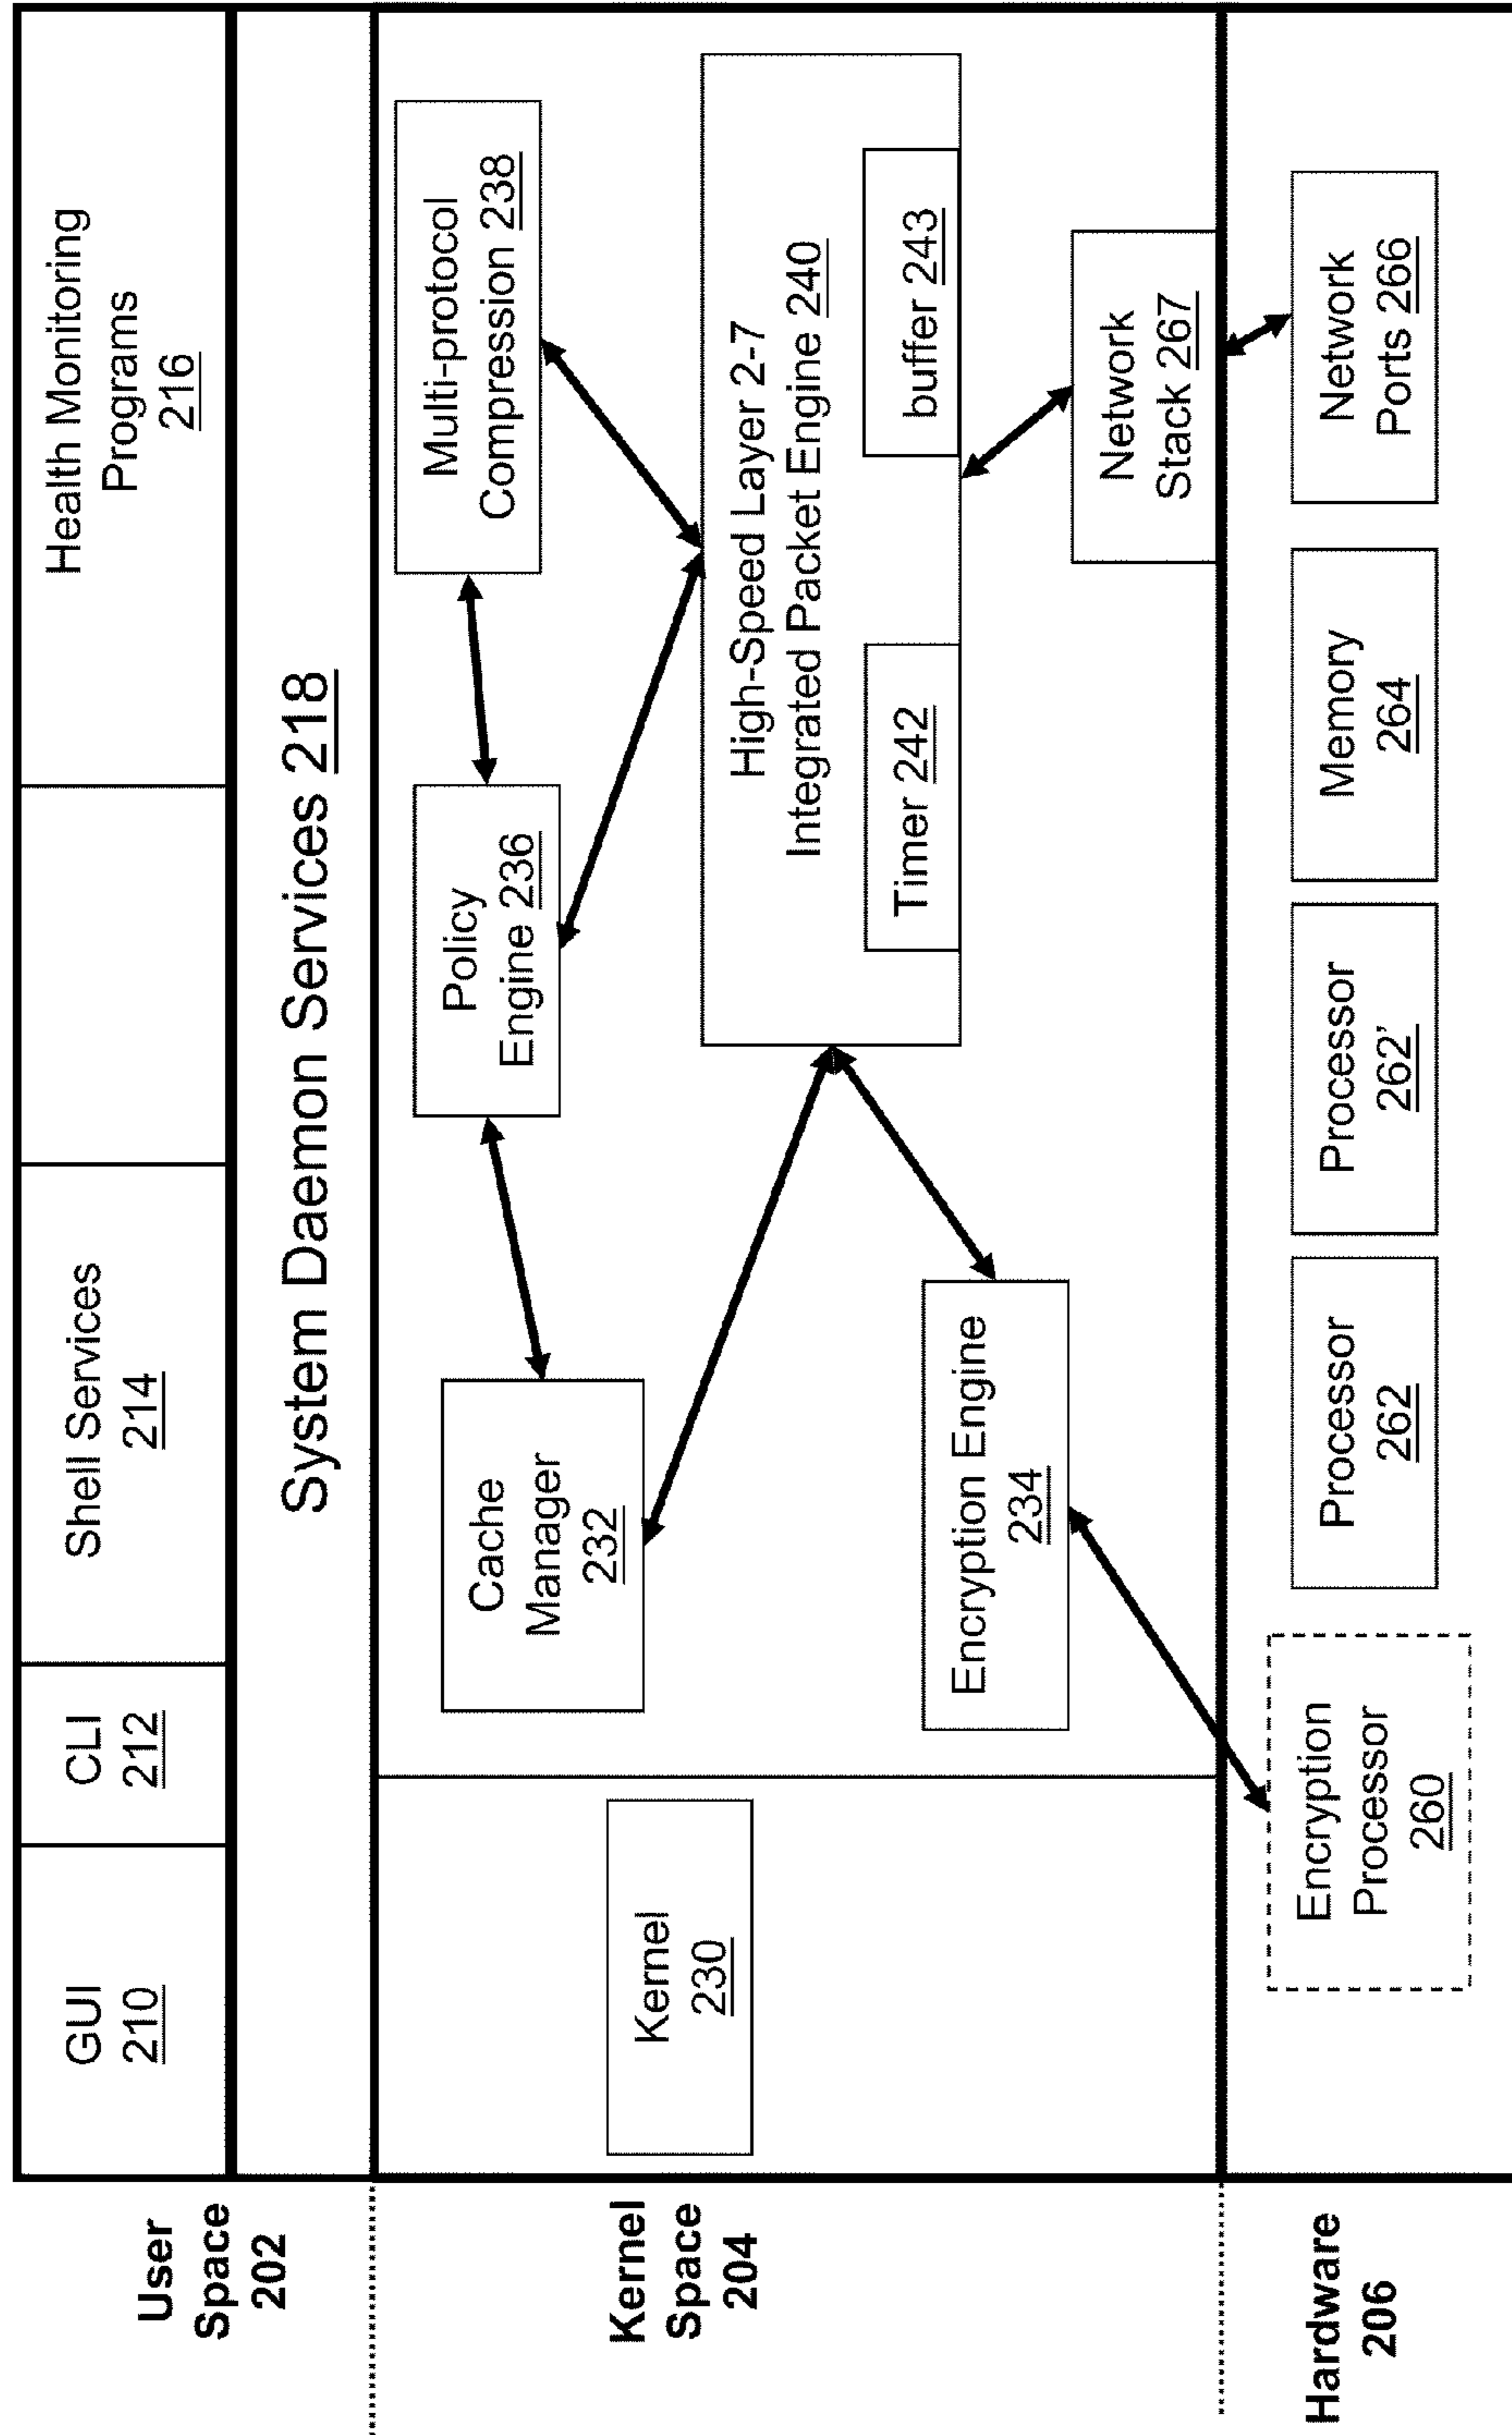 User
Space
202
GUI
210
CLI
212
Shell Services
214
Health Monitoring
Programs
216
System Daemon Services 218
Kernel
Space
204
Kernel
230
Cache
Manager
232
Policy
Engine 236
Multi-protocol
Compression 238
High-Speed Layer 2-7
Integrated Packet Engine 240
Timer 242
buffer 243
Encryption Engine
234
Network
Stack 267
Hardware
206
Encryption
Processor
260
Processor
262
Processor
262'
Memory
264
Network
Ports 266